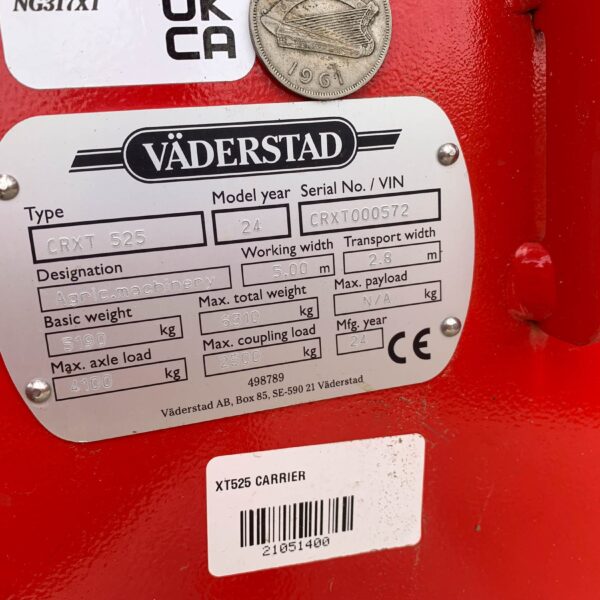 NG317XT
UK
CA
1961
VÄDERSTAD
Type
CRXT 525
Model year
24
Serial No. / VIN
CRXT000572
Designation
Agric.machinery
Working width
5.00 m
Transport width
2.8 m
Basic weight
5190 kg
Max. total weight
6310 kg
Max. payload
N/A kg
Max. axle load
4100 kg
Max. coupling load
kg
Mfg. year
24
CE
498789
Väderstad AB, Box 85, SE-590 21 Väderstad
XT525 CARRIER
21051400